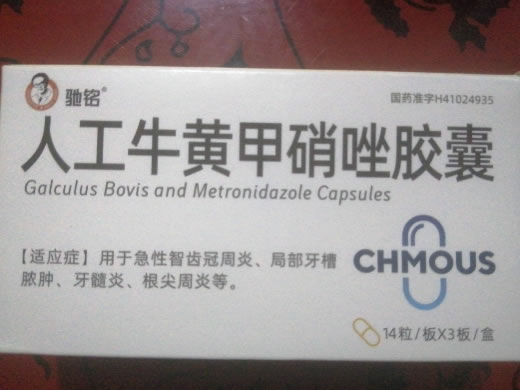 驰铭®
国药准字H41024935
人工牛黄甲硝唑胶囊
Galculus Bovis and Metronidazole Capsules
【适应症】用于急性智齿冠周炎、局部牙槽
脓肿、牙髓炎、根尖周炎等。
CHMOUS
14粒/板X3板/盒